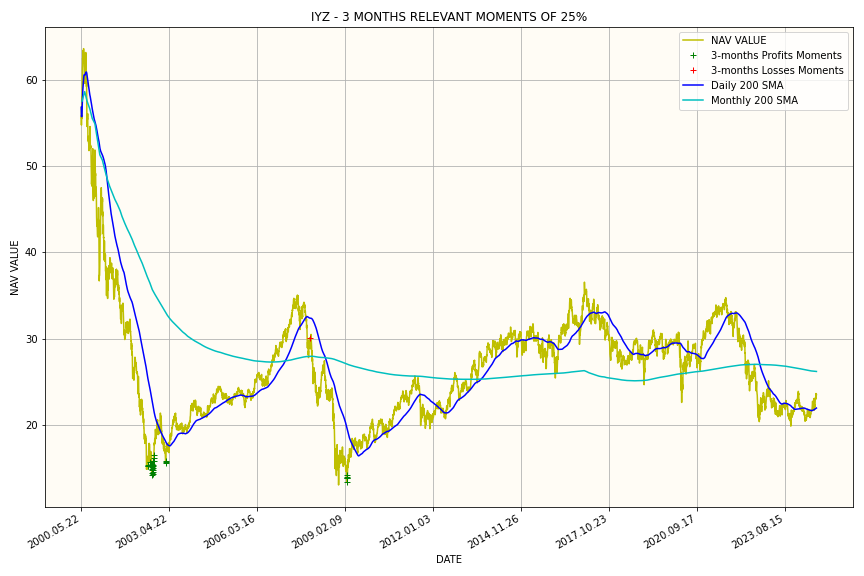 IYZ - 3 MONTHS RELEVANT MOMENTS OF 25%
NAV VALUE
3-months Profits Moments
3-months Losses Moments
Daily 200 SMA
Monthly 200 SMA
NAV VALUE
60
50
40
30
20
2000.05.22
2003.04.22
2006.03.16
2009.02.09
2012.01.03
2014.11.26
2017.10.23
2020.09.17
2023.08.15
DATE